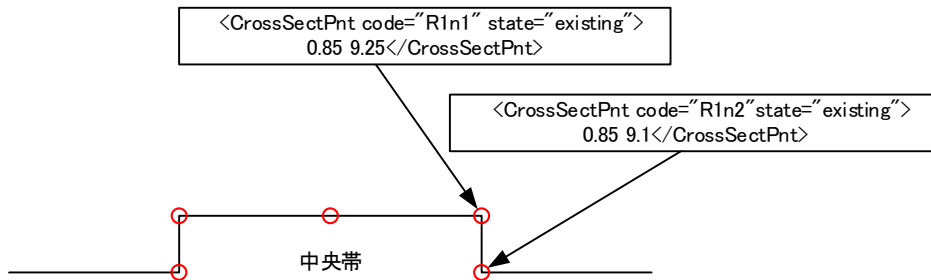 <CrossSectPnt code="R1n1" state="existing">
0.85 9.25</CrossSectPnt>
<CrossSectPnt code="R1n2"state="existing">
0.85 9.1</CrossSectPnt>
中央帯